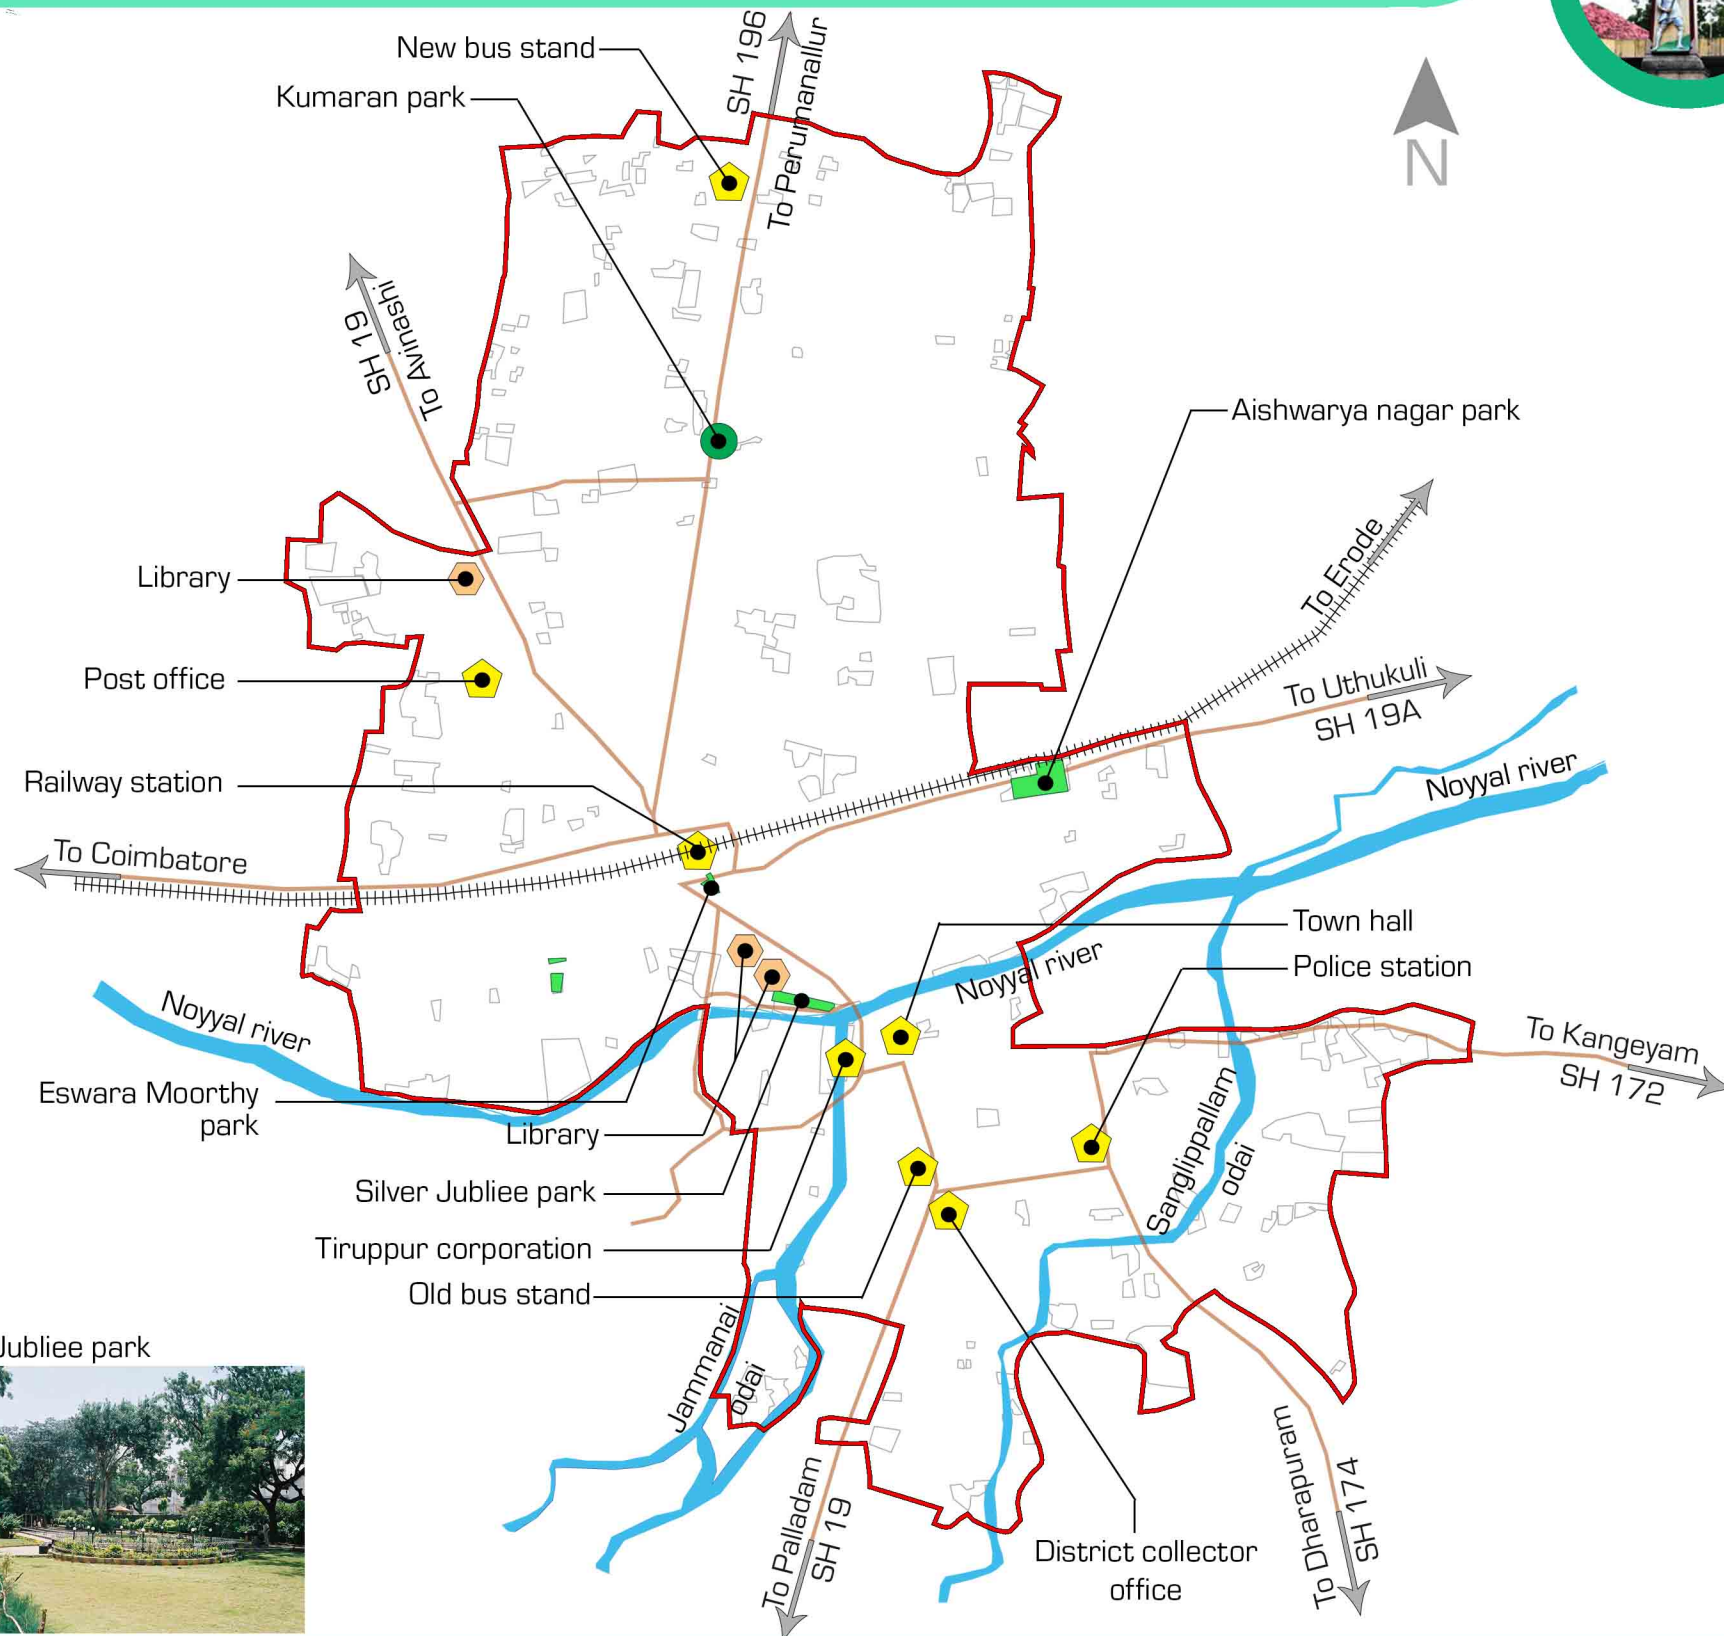 New bus stand
Kumaran park
SH 196
To Perumanallur
N
To Avinashi
SH 19
Aishwarya nagar park
Library
To Erode
Post office
To Uthukuli
SH 19A
Railway station
Noyyal river
To Coimbatore
Town hall
Noyyal river
Police station
Noyyal river
To Kangeyam
SH 172
Eswara Moorthy
park
Library
Sanglippallam
odai
Silver Jubliee park
Tiruppur corporation
Old bus stand
Jammanai
odai
Jubliee park
To Palladam
SH 19
District collector
office
To Dharapuram
SH 174